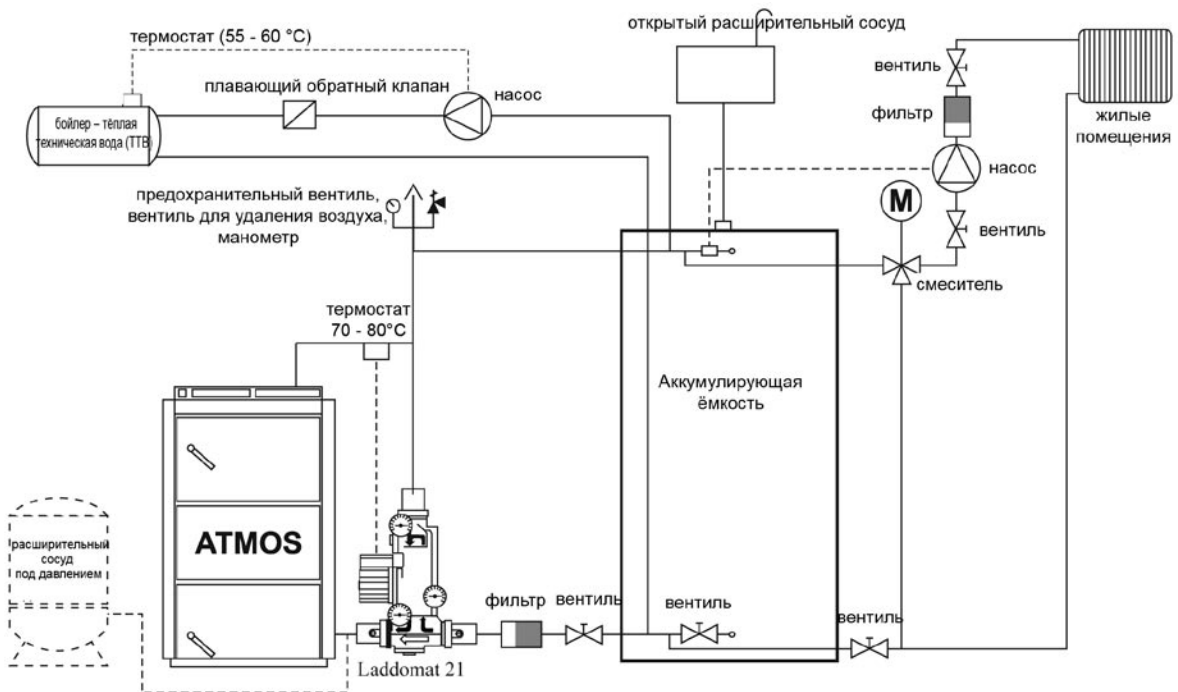 термостат (55 - 60 °C)
плавающий обратный клапан
насос
бойлер – тёплая
техническая вода (ТТВ)
открытый расширительный сосуд
вентиль
фильтр
жилые
помещения
насос
предохранительный вентиль,
вентиль для удаления воздуха,
манометр
M
вентиль
смеситель
термостат
70 - 80°C
Аккумулирующая
ёмкость
ATMOS
расширительный
сосуд
под давлением
фильтр
вентиль
вентиль
вентиль
Laddomat 21